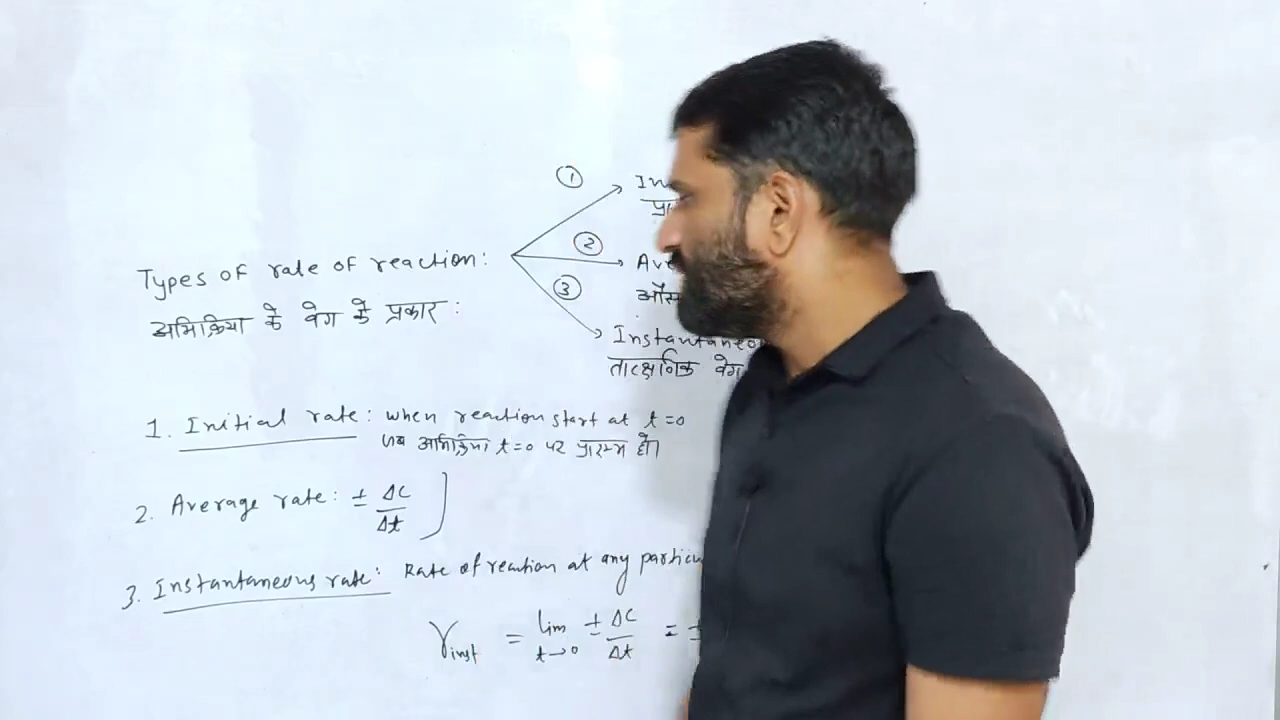 ①
②
Types of rate of reaction:
③
अभिक्रिया के वेग के प्रकार :
Instantaneo
तात्क्षणिक वेग
1. Initial rate: when reaction start at t=0
जब अभिक्रिया t=0 पर प्रारम्भ हो।
2. Average rate: ± ΔC/Δt
3. Instantaneous rate: Rate of reaction at any
r_inst = lim t→0 ± ΔC/Δt = ±